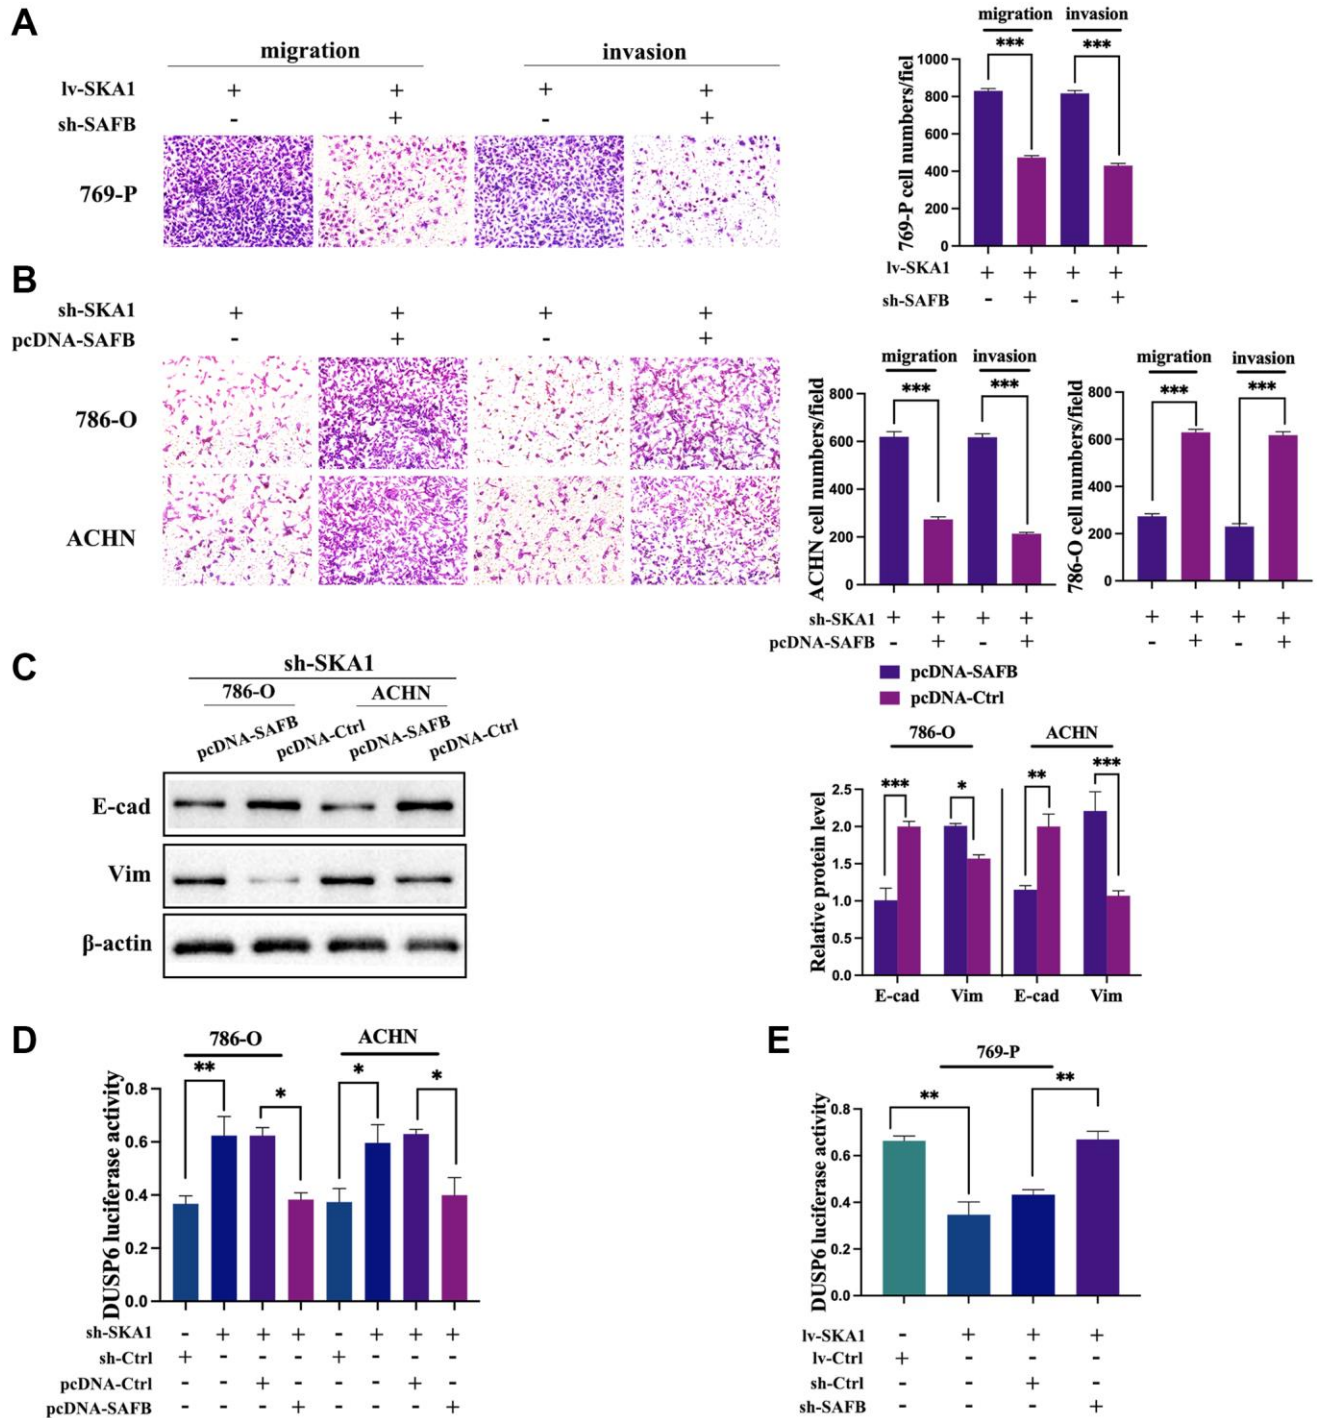 A
migration invasion
lv-SKA1 + + + +
sh-SAFB - + - +
769-P
migration invasion
*** ***
769-P cell numbers/fiel
1000
800
600
400
200
0
lv-SKA1 + + + +
sh-SAFB - + - +
B
sh-SKA1 + + + +
pcDNA-SAFB - + - +
786-O
ACHN
migration invasion
*** ***
ACHN cell numbers/field
800
600
400
200
0
sh-SKA1 + + + +
pcDNA-SAFB - + - +
migration invasion
*** ***
786-O cell numbers/field
800
600
400
200
0
+ + + +
- + - +
C
sh-SKA1
786-O ACHN
pcDNA-SAFB pcDNA-Ctrl pcDNA-SAFB pcDNA-Ctrl
E-cad
Vim
β-actin
pcDNA-SAFB
pcDNA-Ctrl
786-O ACHN
*** * ** ***
Relative protein level
2.5
2.0
1.5
1.0
0.5
0.0
E-cad Vim E-cad Vim
D
786-O ACHN
** * * *
DUSP6 luciferase activity
0.8
0.6
0.4
0.2
0.0
sh-SKA1 - + + + - + + +
sh-Ctrl + - - - + - - -
pcDNA-Ctrl - - + - - - + -
pcDNA-SAFB - - - + - - - +
E
769-P
** **
DUSP6 luciferase activity
0.8
0.6
0.4
0.2
0.0
lv-SKA1 - + + +
lv-Ctrl + - - -
sh-Ctrl - - + -
sh-SAFB - - - +